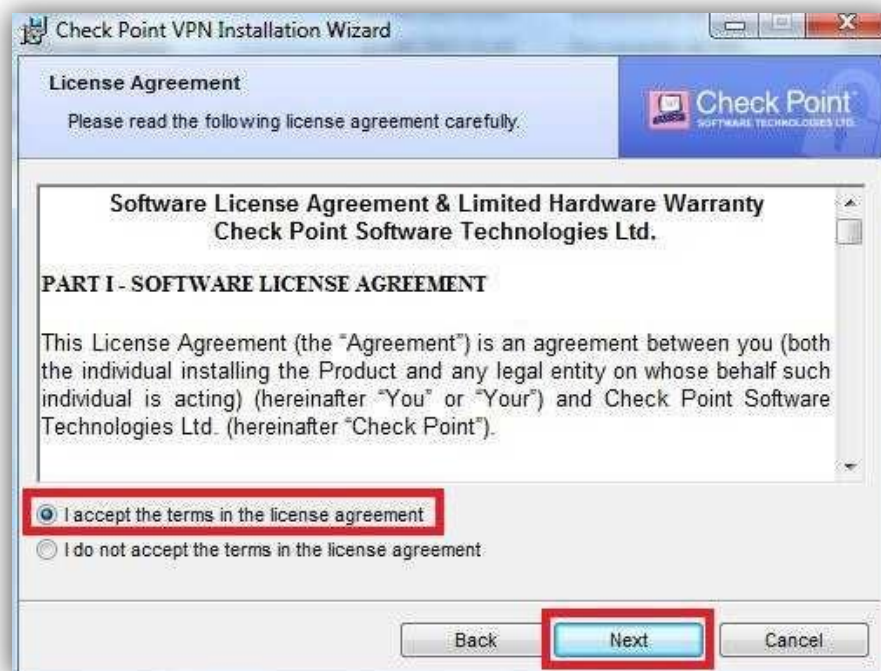 Check Point VPN Installation Wizard
License Agreement
Please read the following license agreement carefully.
Check Point
SOFTWARE TECHNOLOGIES LTD.
Software License Agreement & Limited Hardware Warranty
Check Point Software Technologies Ltd.
PART I - SOFTWARE LICENSE AGREEMENT
This License Agreement (the “Agreement”) is an agreement between you (both
the individual installing the Product and any legal entity on whose behalf such
individual is acting) (hereinafter “You” or “Your”) and Check Point Software
Technologies Ltd. (hereinafter “Check Point”).
I accept the terms in the license agreement
I do not accept the terms in the license agreement
Back
Next
Cancel